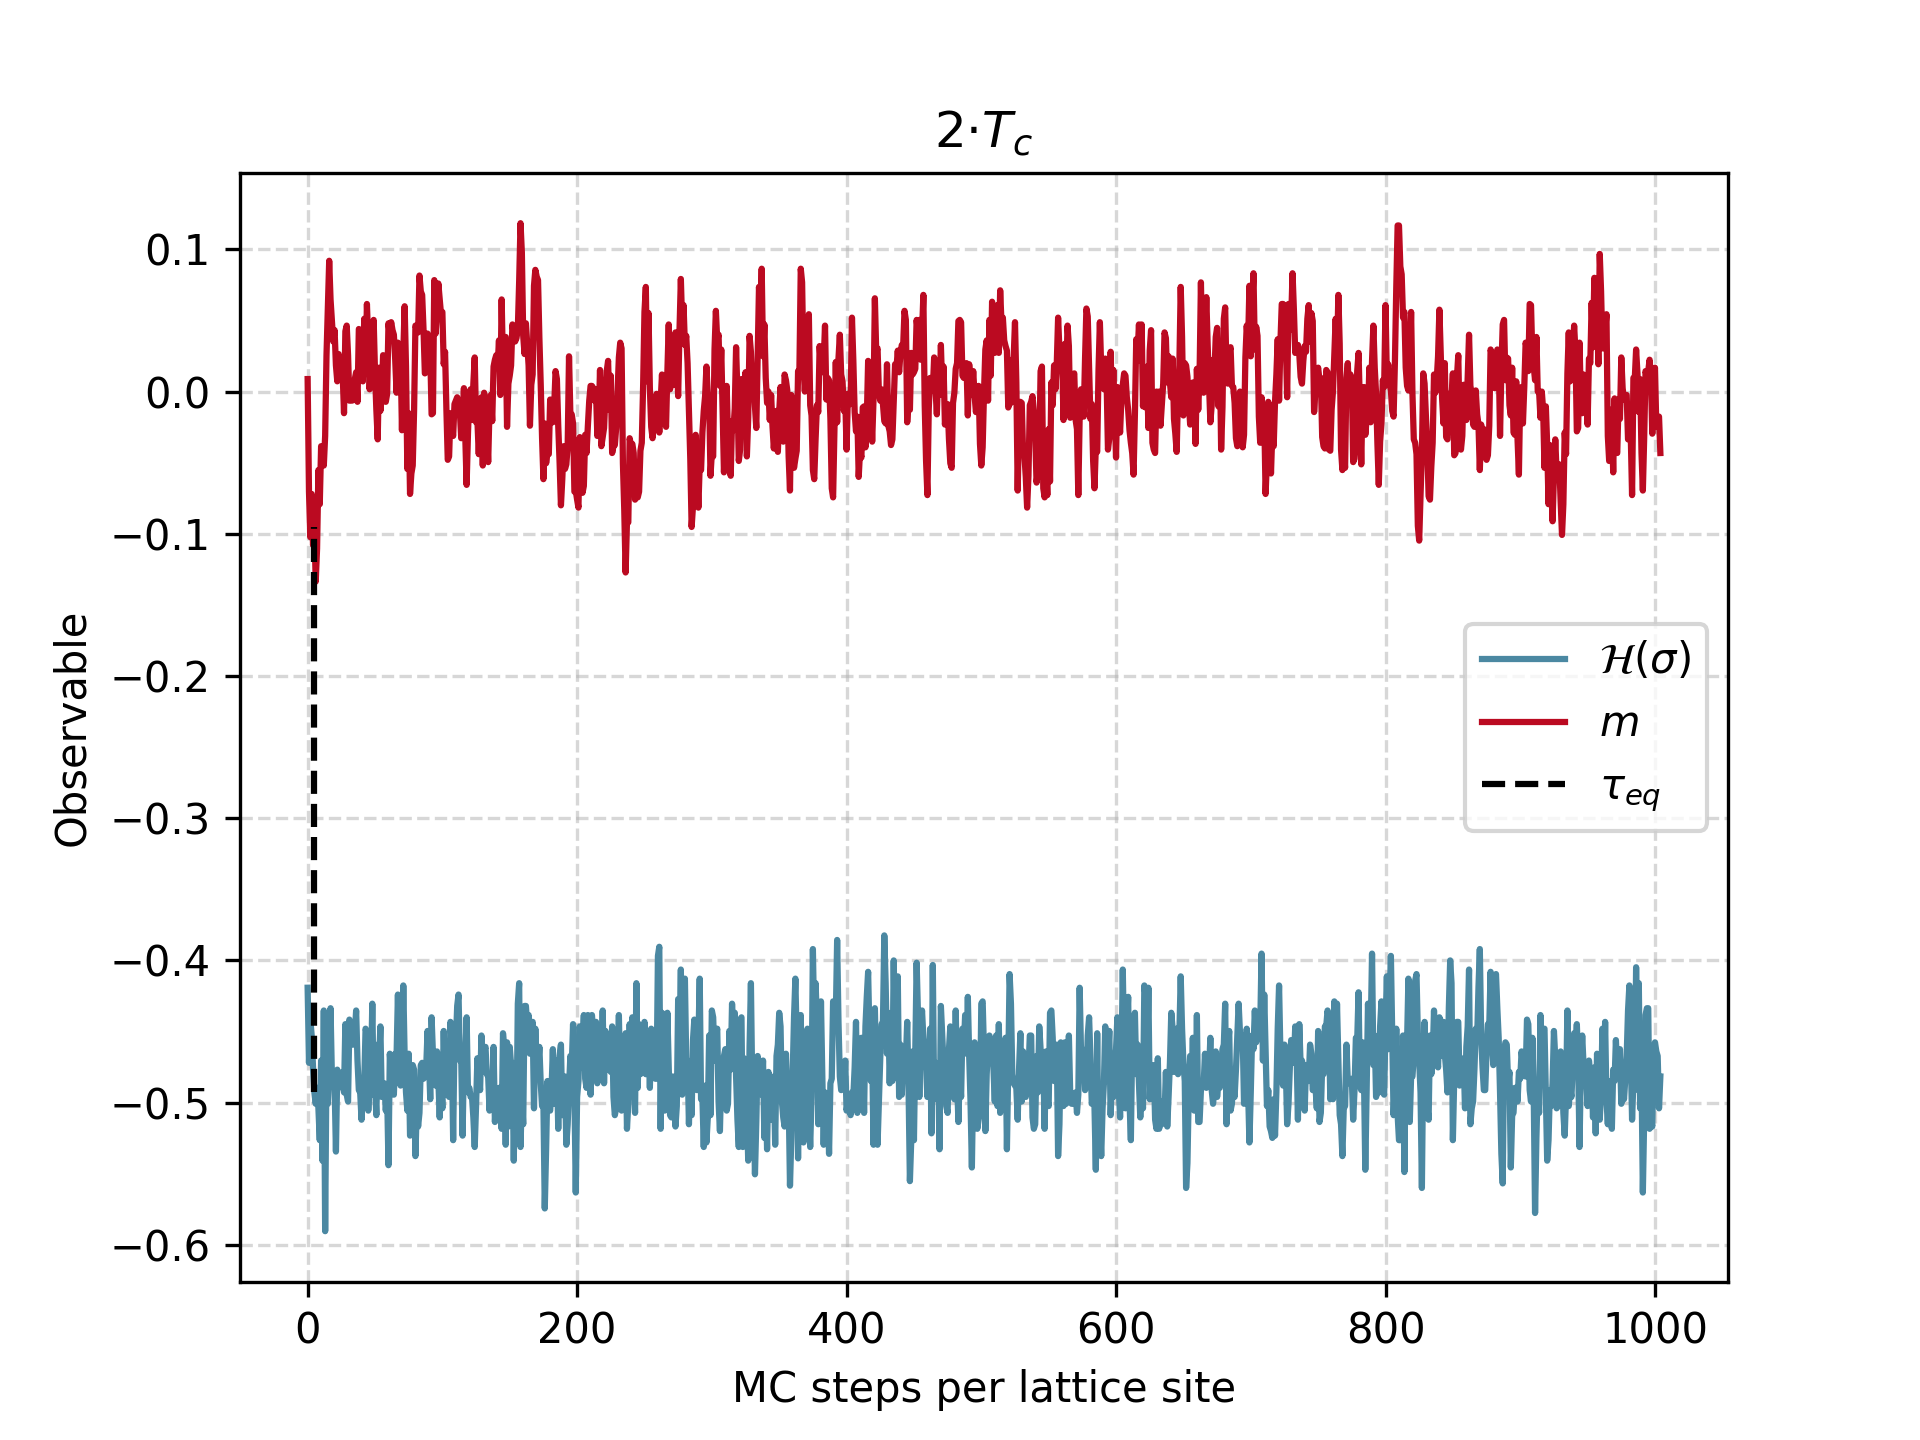 2·T_c
0.1
0.0
−0.1
−0.2
−0.3
−0.4
−0.5
−0.6
Observable
ℋ(σ)
m
τ_eq
0 200 400 600 800 1000
MC steps per lattice site